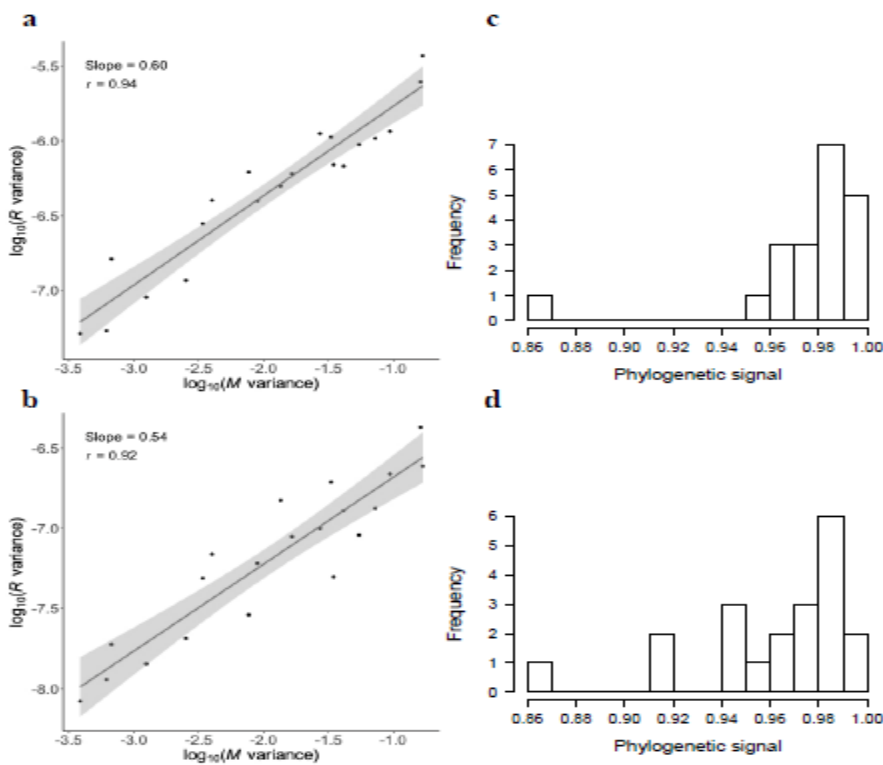 a
Slope = 0.60
r = 0.94
-5.5
-6.0
-6.5
-7.0
log10(R variance)
-3.5 -3.0 -2.5 -2.0 -1.5 -1.0
log10(M variance)
c
7
6
5
4
3
2
1
0
Frequency
0.86 0.88 0.90 0.92 0.94 0.96 0.98 1.00
Phylogenetic signal
b
Slope = 0.54
r = 0.92
-6.5
-7.0
-7.5
-8.0
log10(R variance)
-3.5 -3.0 -2.5 -2.0 -1.5 -1.0
log10(M variance)
d
6
5
4
3
2
1
0
Frequency
0.86 0.88 0.90 0.92 0.94 0.96 0.98 1.00
Phylogenetic signal